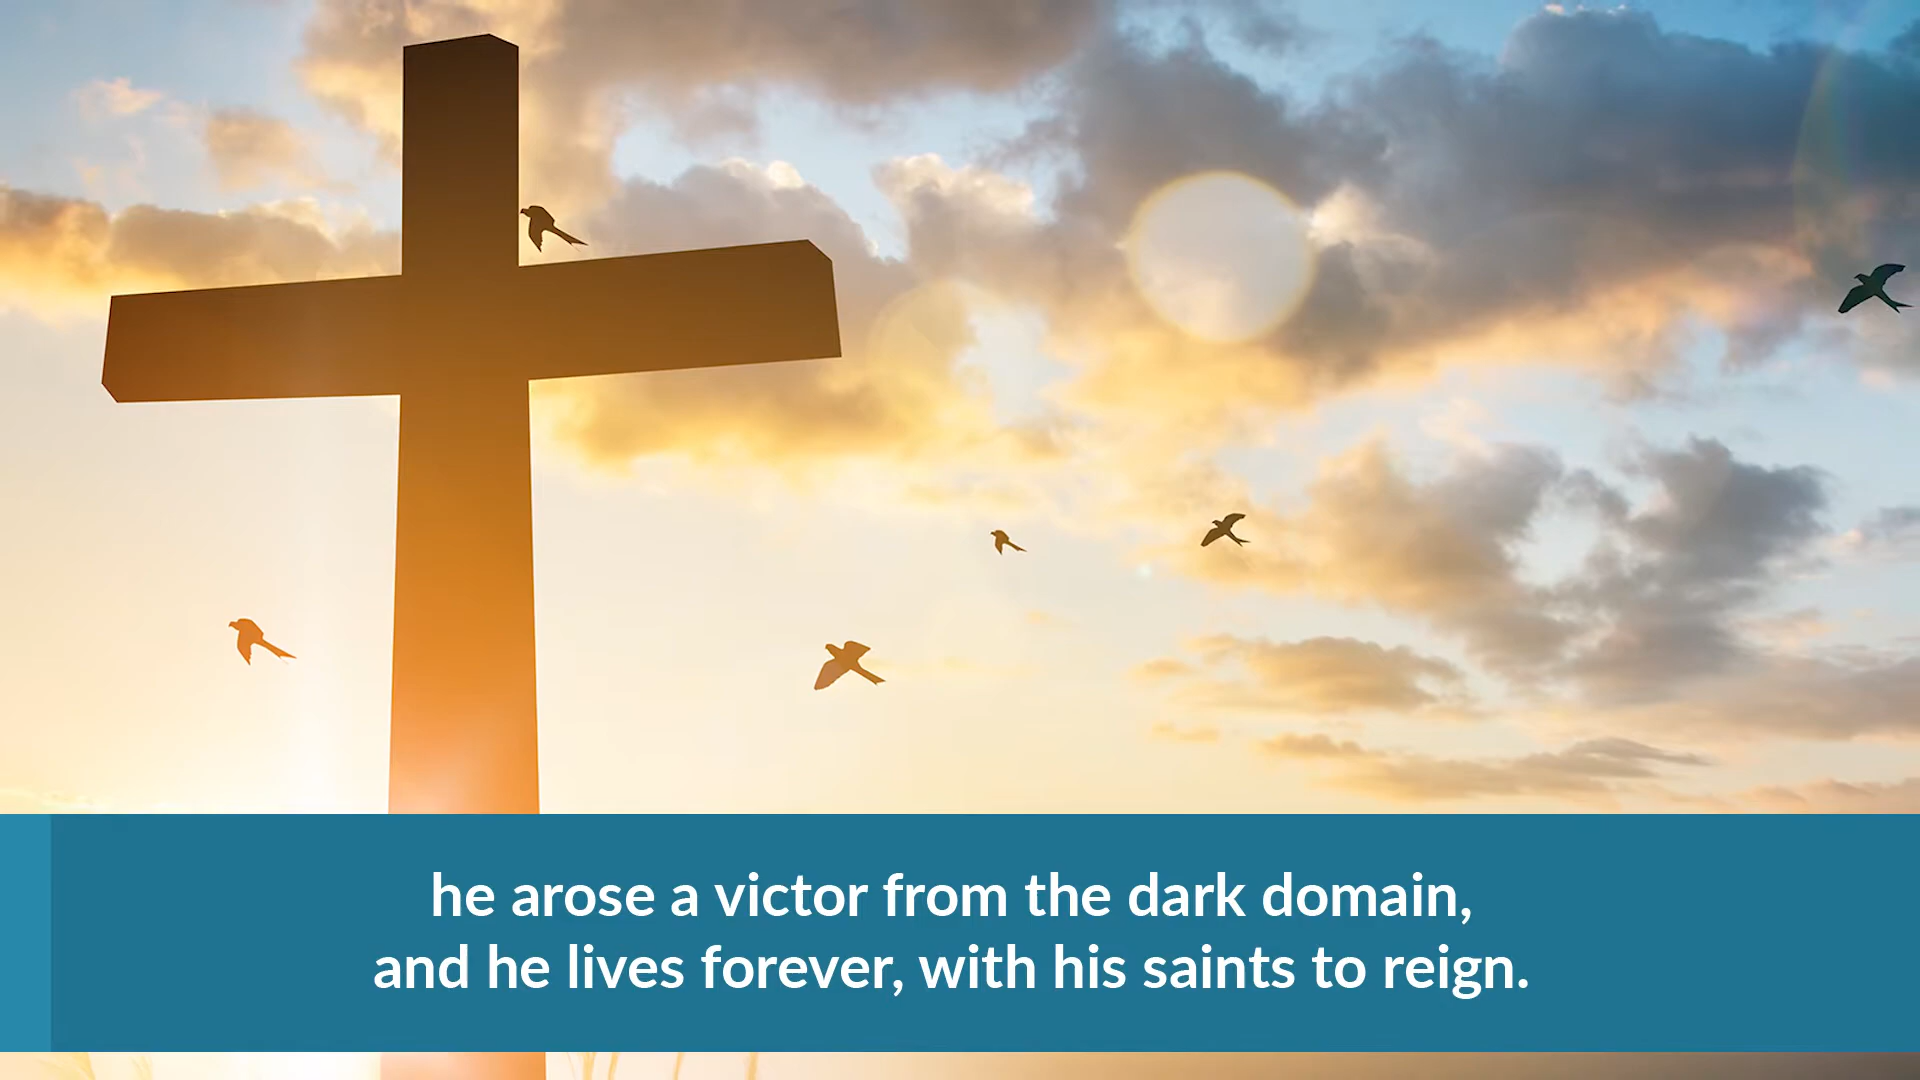 he arose a victor from the dark domain,
and he lives forever, with his saints to reign.